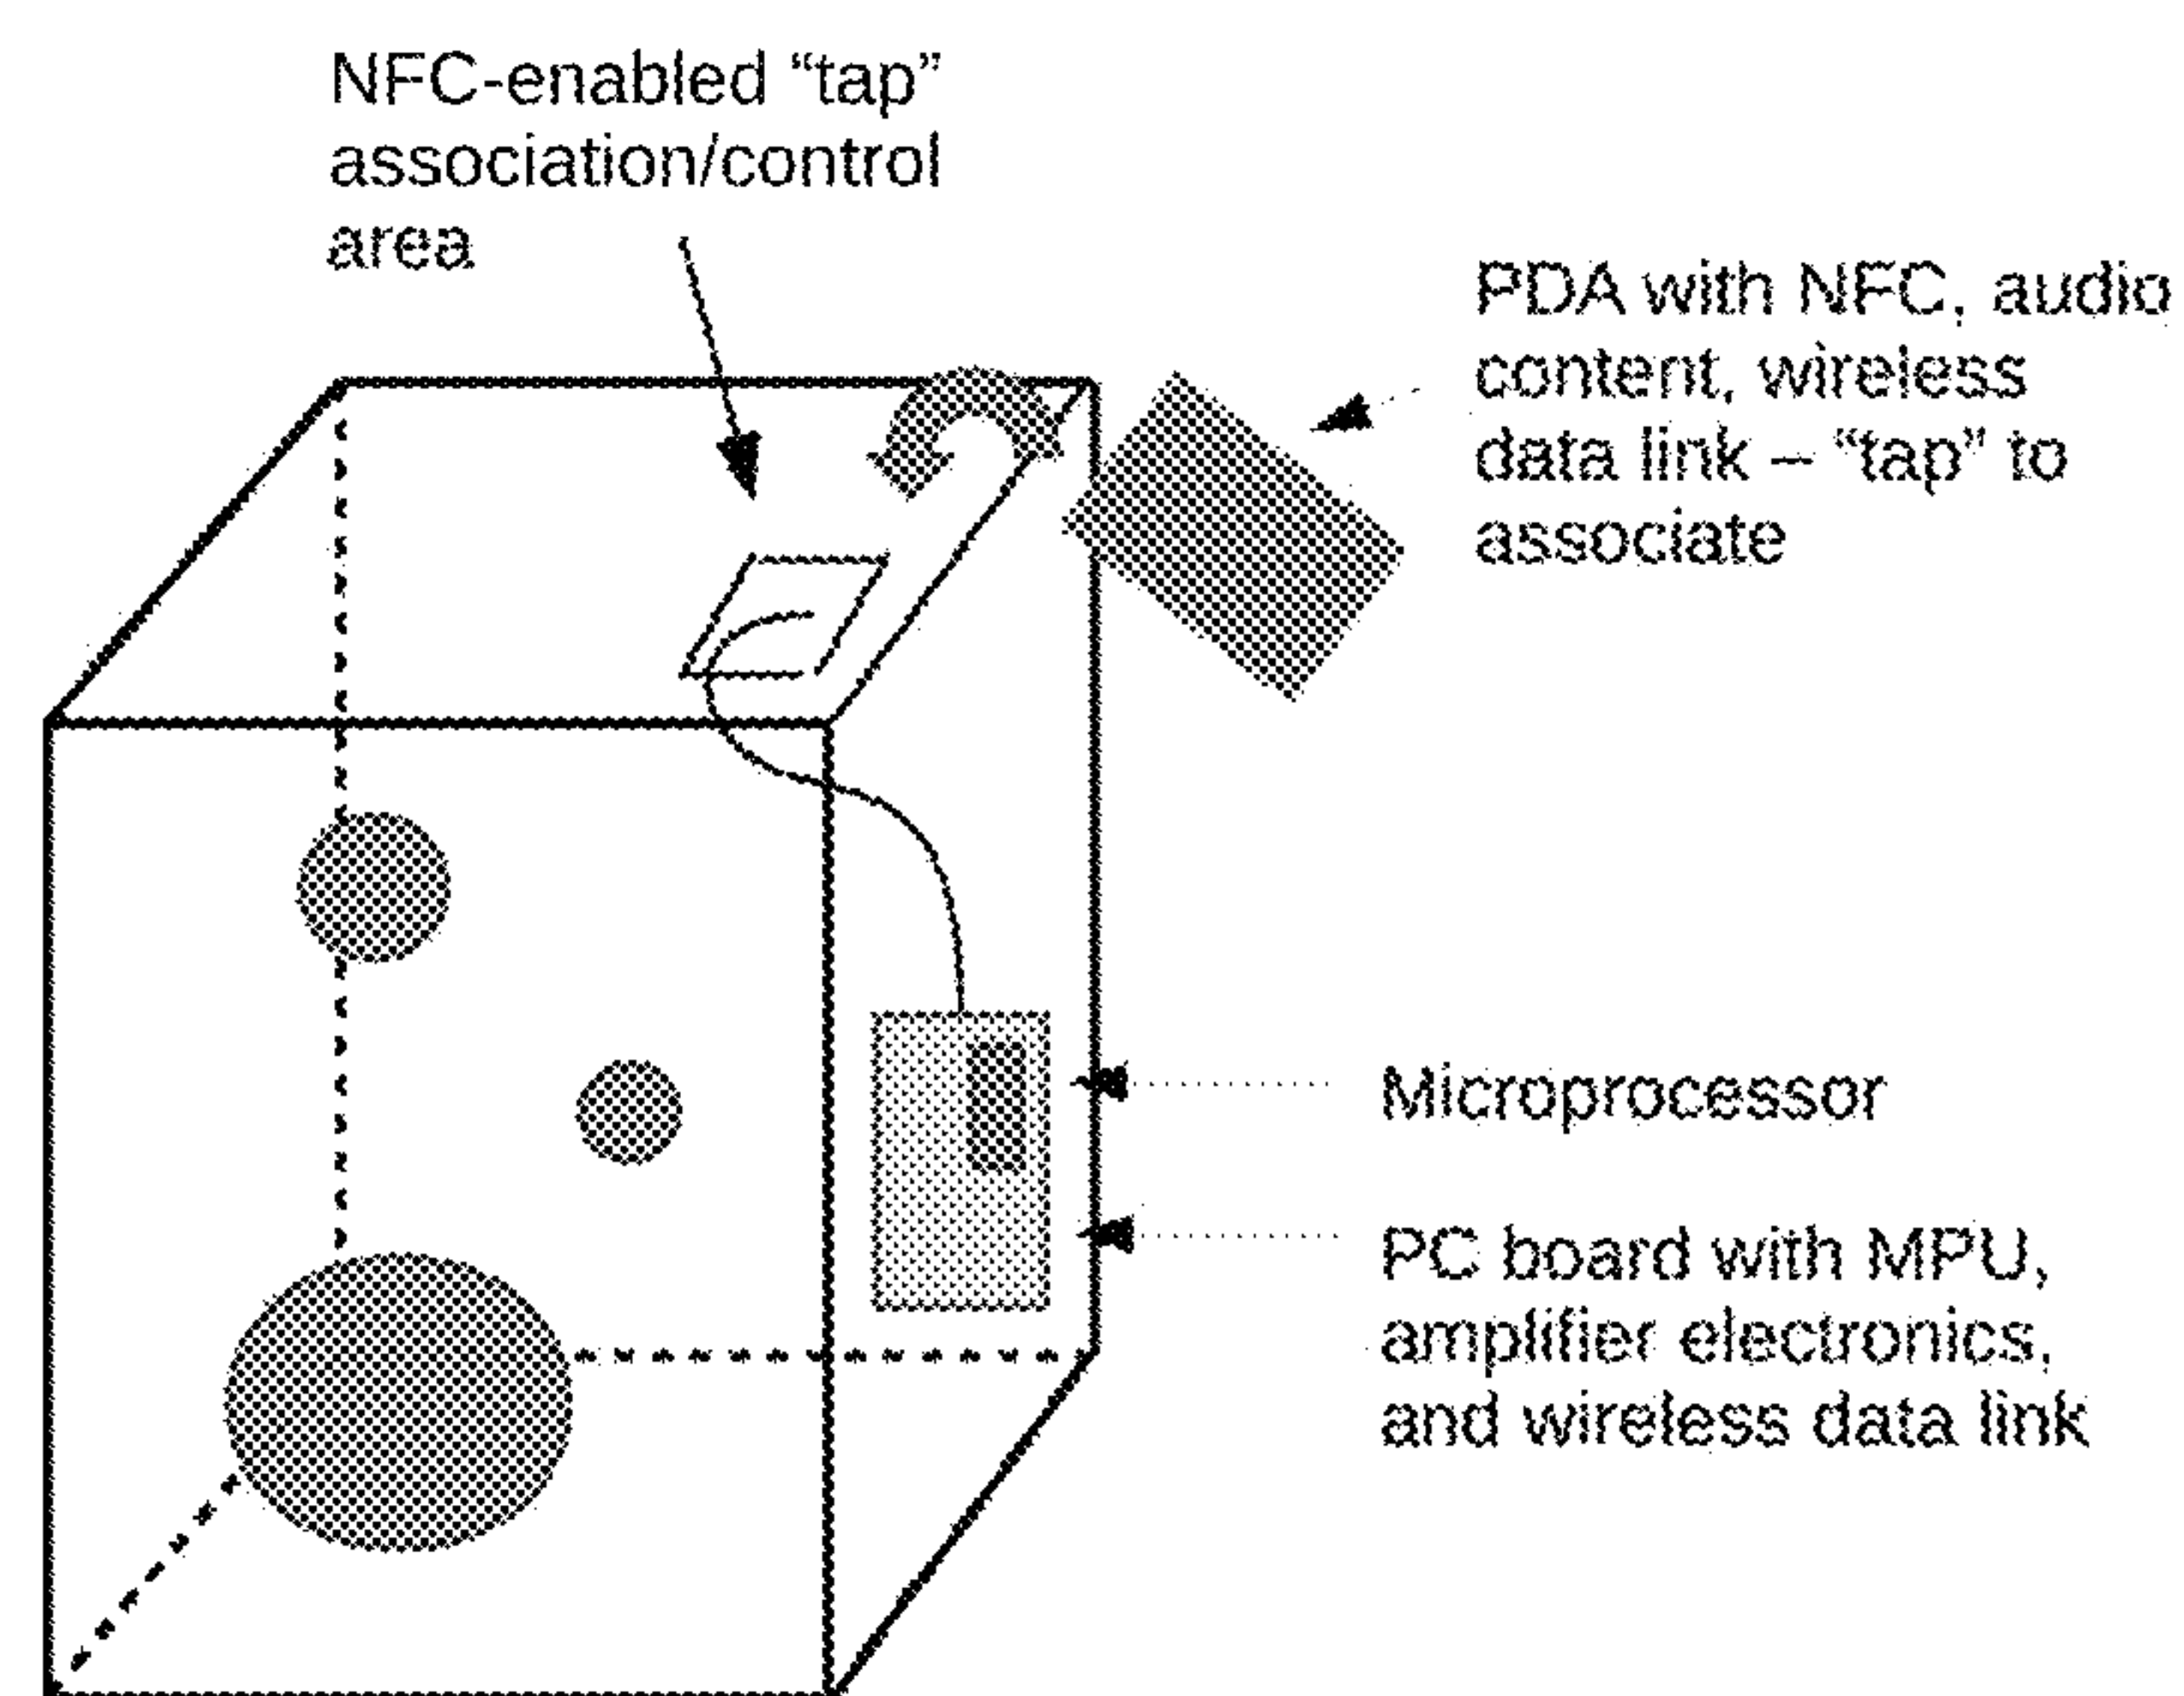 NFC-enabled “tap”
association/control
area
PDA with NFC, audio
content, wireless
data link – “tap” to
associate
Microprocessor
PC board with MPU,
amplifier electronics,
and wireless data link